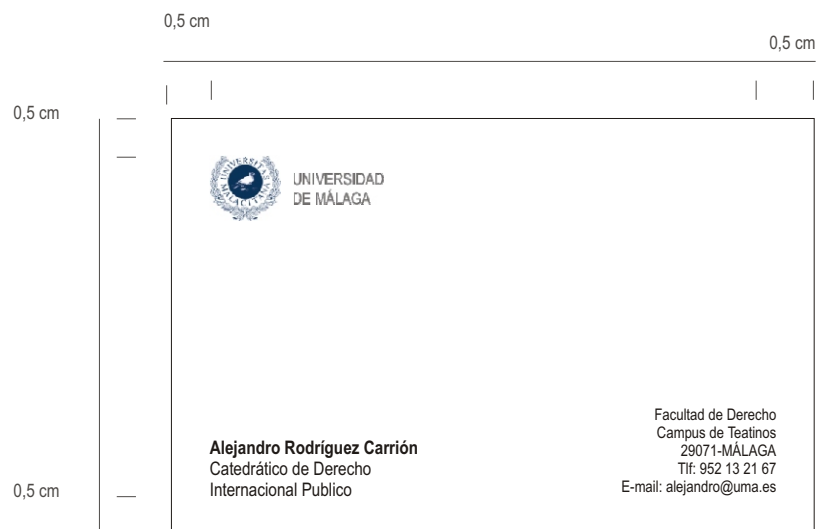 0,5 cm
0,5 cm
0,5 cm
UNIVERSITAS MALACITANA
UNIVERSIDAD
DE MÁLAGA
Facultad de Derecho
Campus de Teatinos
29071-MÁLAGA
Tlf: 952 13 21 67
E-mail: alejandro@uma.es
Alejandro Rodríguez Carrión
Catedrático de Derecho
Internacional Publico
0,5 cm